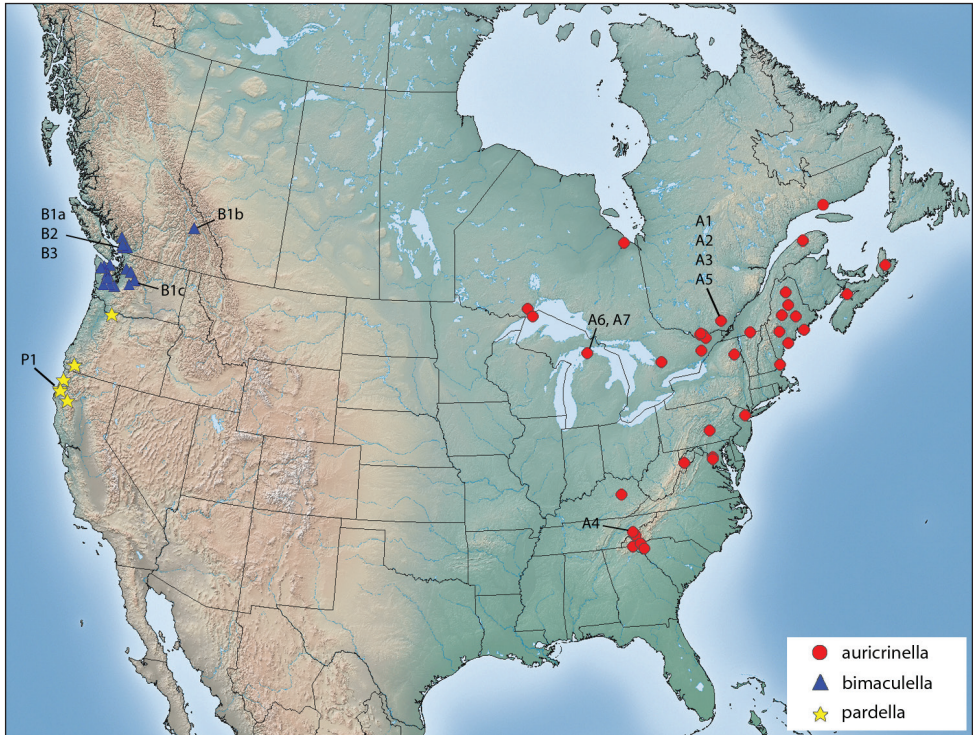 B1a
B2
B3
B1b
B1c
P1
A1
A2
A3
A5
A6, A7
A4
auricrinella
bimaculella
pardella